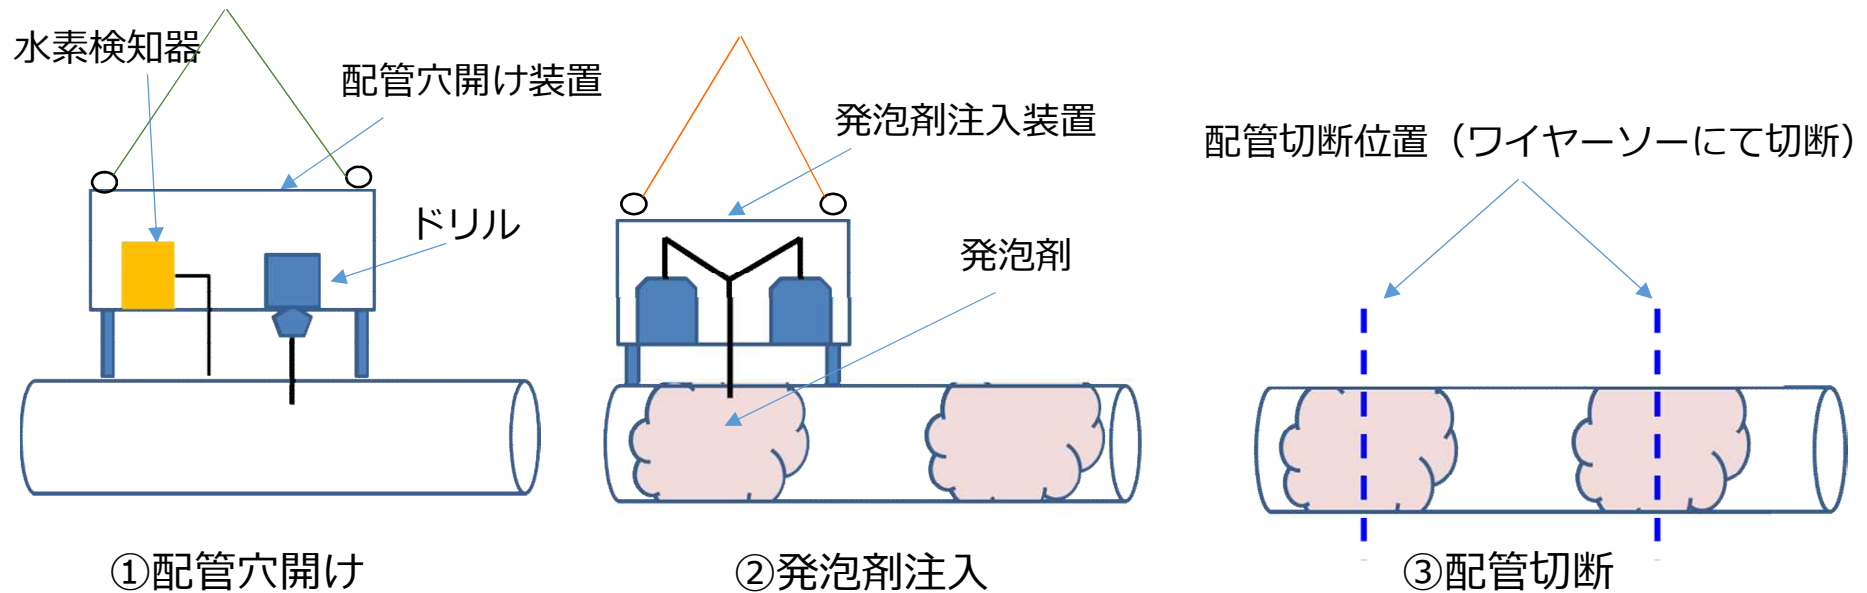 水素検知器
配管穴開け装置
ドリル
①配管穴開け
発泡剤注入装置
発泡剤
②発泡剤注入
配管切断位置（ワイヤーソーにて切断）
③配管切断